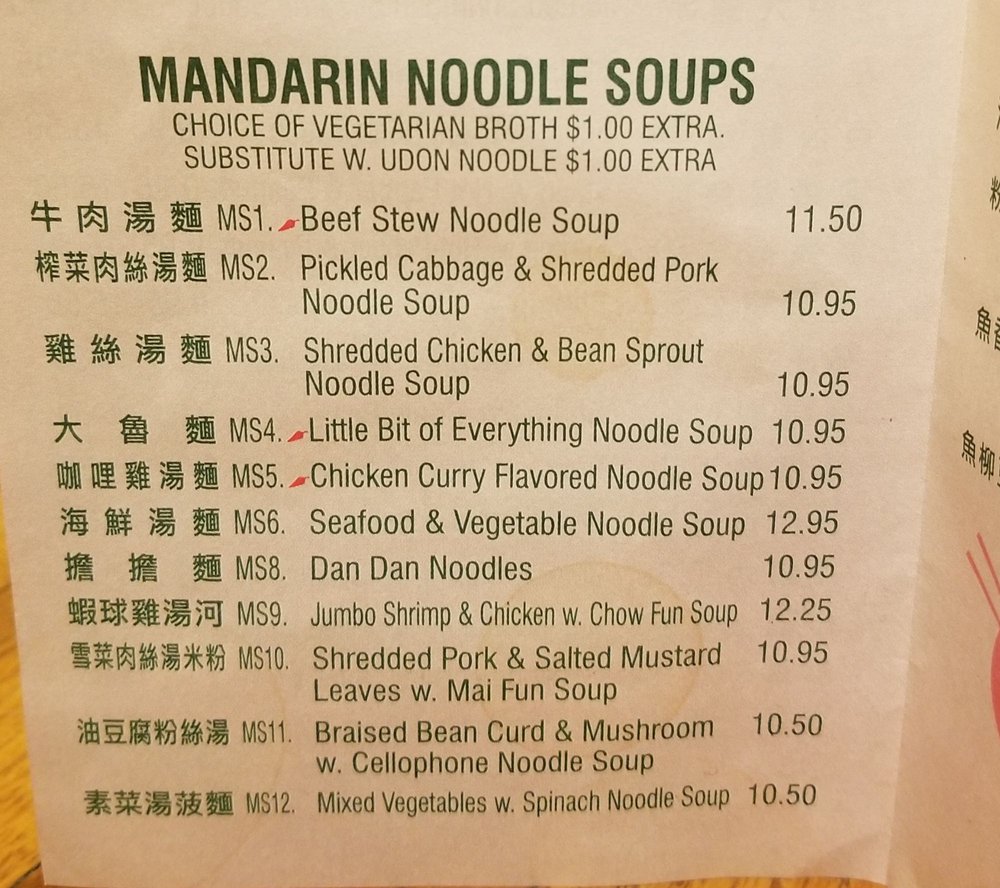 MANDARIN NOODLE SOUPS
CHOICE OF VEGETARIAN BROTH $1.00 EXTRA.
SUBSTITUTE W. UDON NOODLE $1.00 EXTRA
牛肉湯麵 MS1. Beef Stew Noodle Soup 11.50
榨菜肉絲湯麵 MS2. Pickled Cabbage & Shredded Pork
Noodle Soup 10.95
雞絲湯麵 MS3. Shredded Chicken & Bean Sprout
Noodle Soup 10.95
大魯麵 MS4. Little Bit of Everything Noodle Soup 10.95
咖哩雞湯麵 MS5. Chicken Curry Flavored Noodle Soup 10.95
海鮮湯麵 MS6. Seafood & Vegetable Noodle Soup 12.95
擔擔麵 MS8. Dan Dan Noodles 10.95
蝦球雞湯河 MS9. Jumbo Shrimp & Chicken w. Chow Fun Soup 12.25
雪菜肉絲湯米粉 MS10. Shredded Pork & Salted Mustard 10.95
Leaves w. Mai Fun Soup
油豆腐粉絲湯 MS11. Braised Bean Curd & Mushroom 10.50
w. Cellophone Noodle Soup
素菜湯菠麵 MS12. Mixed Vegetables w. Spinach Noodle Soup 10.50
魚
魚柳